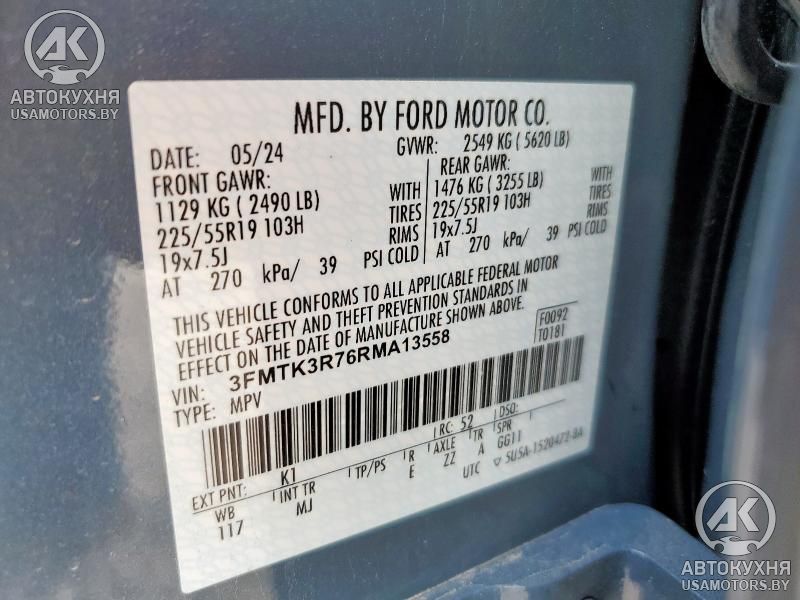 AK
АВТОКУХНЯ
USAMOTORS.BY
MFD. BY FORD MOTOR CO.
DATE: 05/24 GVWR: 2549 KG ( 5620 LB)
FRONT GAWR: REAR GAWR:
1129 KG ( 2490 LB) WITH 1476 KG ( 3255 LB) WITH
225/55R19 103H TIRES 225/55R19 103H TIRES
19x7.5J RIMS 19x7.5J RIMS
AT 270 kPa/ 39 PSI COLD AT 270 kPa/ 39 PSI COLD
THIS VEHICLE CONFORMS TO ALL APPLICABLE FEDERAL MOTOR
VEHICLE SAFETY AND THEFT PREVENTION STANDARDS IN
EFFECT ON THE DATE OF MANUFACTURE SHOWN ABOVE.
F0092
T0181
VIN: 3FMTK3R76RMA13558
TYPE: MPV
RC: 52 DSO:
EXT PNT: K1 TP/PS R AXLE TR SPR
WB INT TR E ZZ A GG11
117 MJ UTC ▽ 5U5A-1520472-BA
AK
АВТОКУХНЯ
USAMOTORS.BY